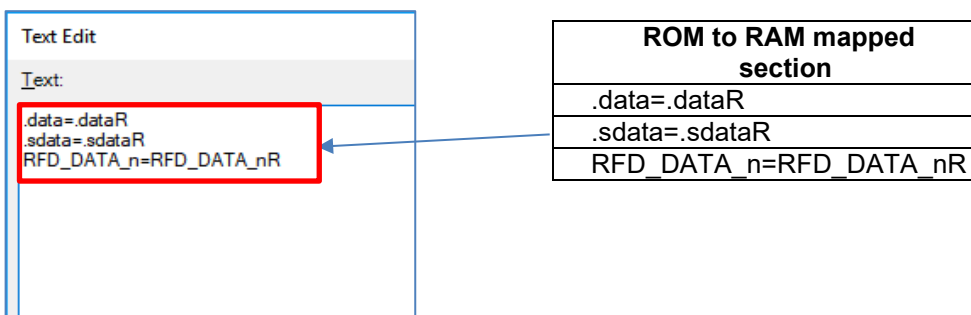 Text Edit
Text:
.data=.dataR
.sdata=.sdataR
RFD_DATA_n=RFD_DATA_nR
ROM to RAM mapped
section
.data=.dataR
.sdata=.sdataR
RFD_DATA_n=RFD_DATA_nR